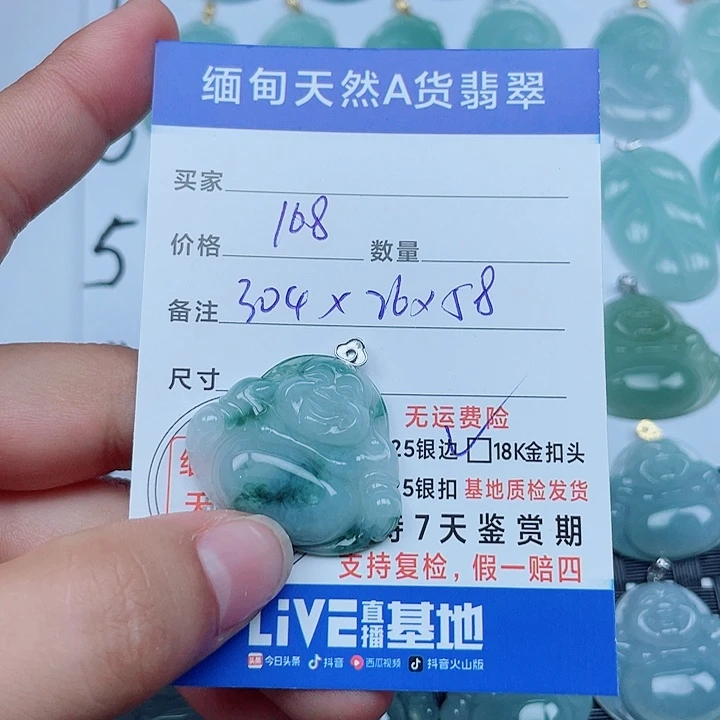 缅甸天然A货翡翠
买家
价格 168 数量
备注 304×26×58
尺寸
无运费险
25银边 18K金扣头
25银扣 基地质检发货
7天鉴赏期
支持复检，假一赔四
5
LiVE直播基地
头条 今日头条 抖音 西瓜视频 抖音火山版